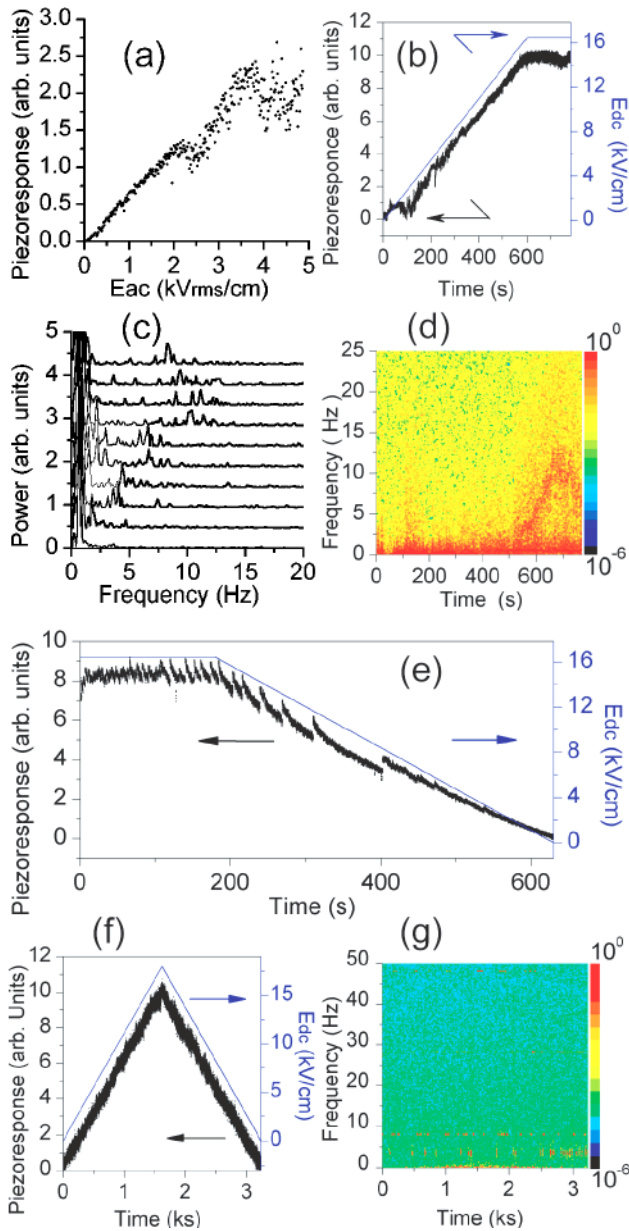 (a)
Piezoresponse (arb. units)
3.0
2.5
2.0
1.5
1.0
0.5
0.0
0 1 2 3 4 5
Eac (kVrms/cm)
(b)
Piezoresponce (arb. units)
12
10
8
6
4
2
0
0 200 400 600
Time (s)
16
12
8
4
0
Edc (kV/cm)
(c)
Power (arb. units)
5
4
3
2
1
0
0 5 10 15 20
Frequency (Hz)
(d)
Frequency ( Hz)
25
20
15
10
5
0
0 200 400 600
Time (s)
10^0
10^-6
(e)
Piezoresponse (arb. units)
10
8
6
4
2
0
0 200 400 600
Time (s)
16
12
8
4
0
Edc (kV/cm)
(f)
Piezoresponse (arb. Units)
12
10
8
6
4
2
0
0 1 2 3
Time (ks)
15
10
5
0
Edc (kV/cm)
(g)
Frequency (Hz)
50
40
30
20
10
0
0 1 2 3
Time (ks)
10^0
10^-6